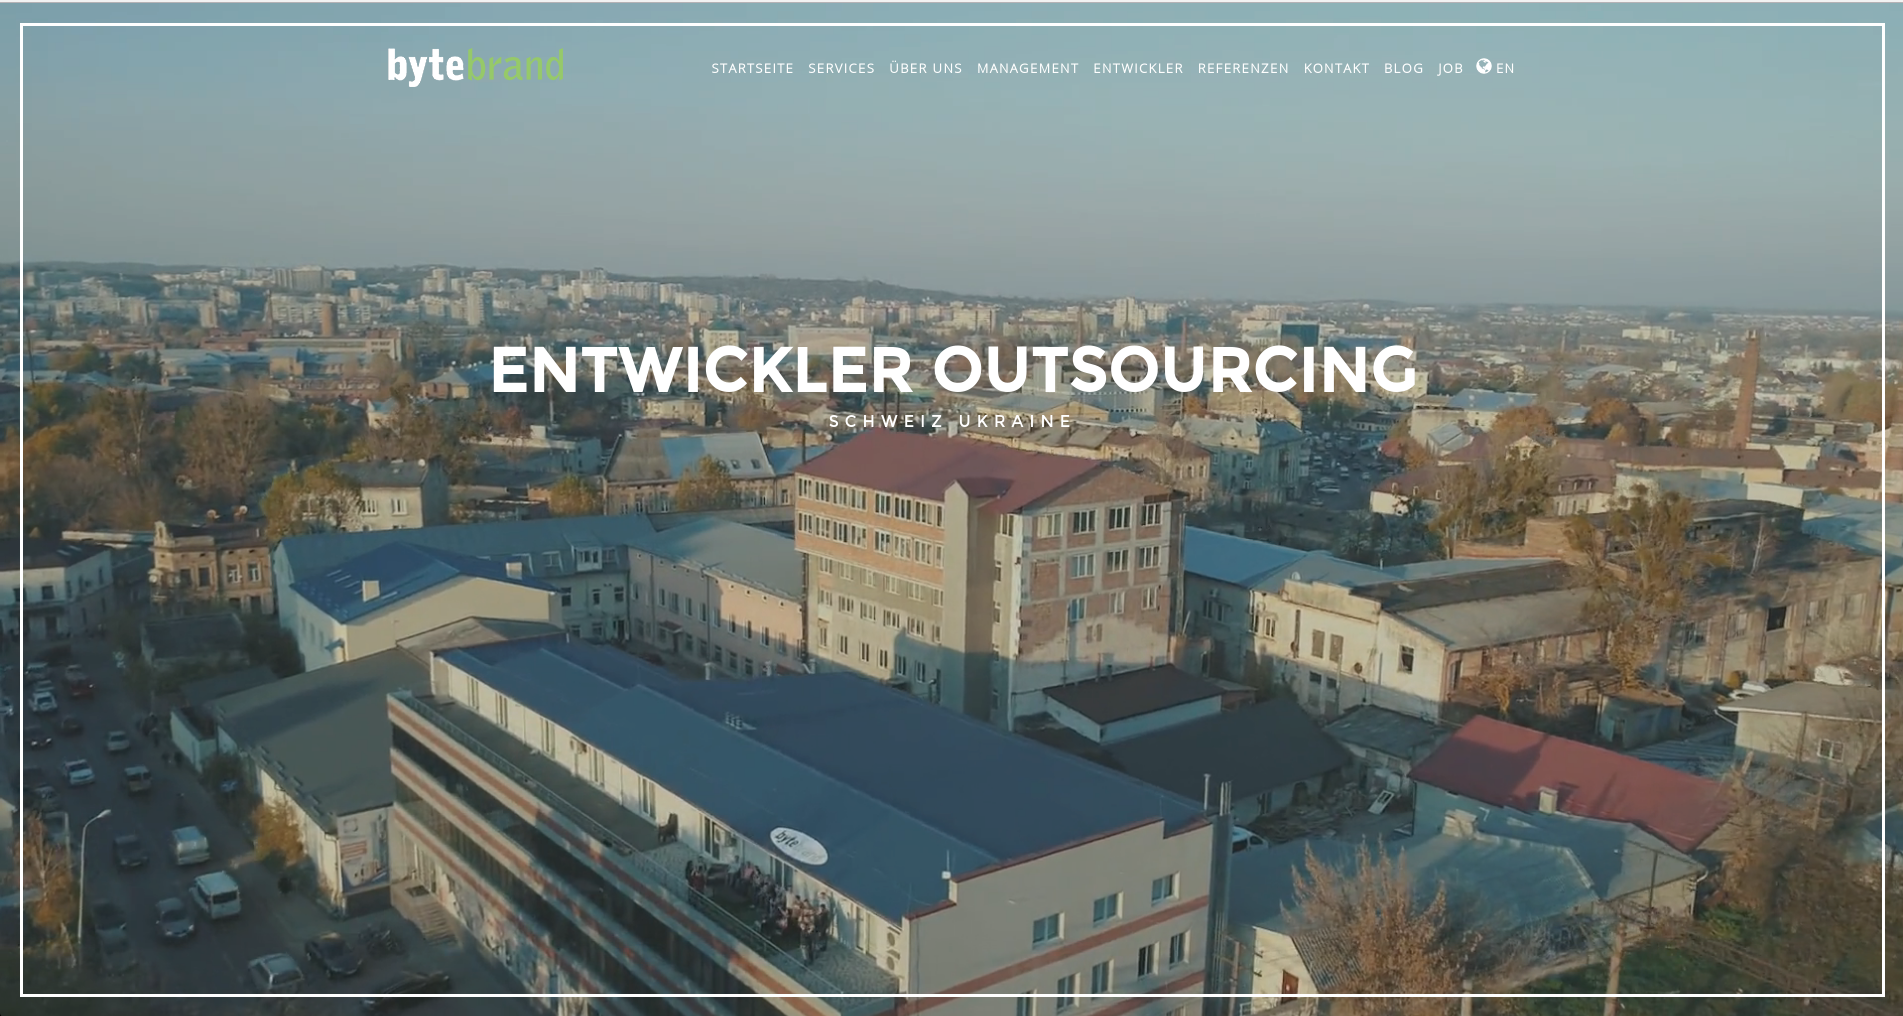 bytebrand
STARTSEITE SERVICES ÜBER UNS MANAGEMENT ENTWICKLER REFERENZEN KONTAKT BLOG JOB EN
ENTWICKLER OUTSOURCING
SCHWEIZ UKRAINE
byte